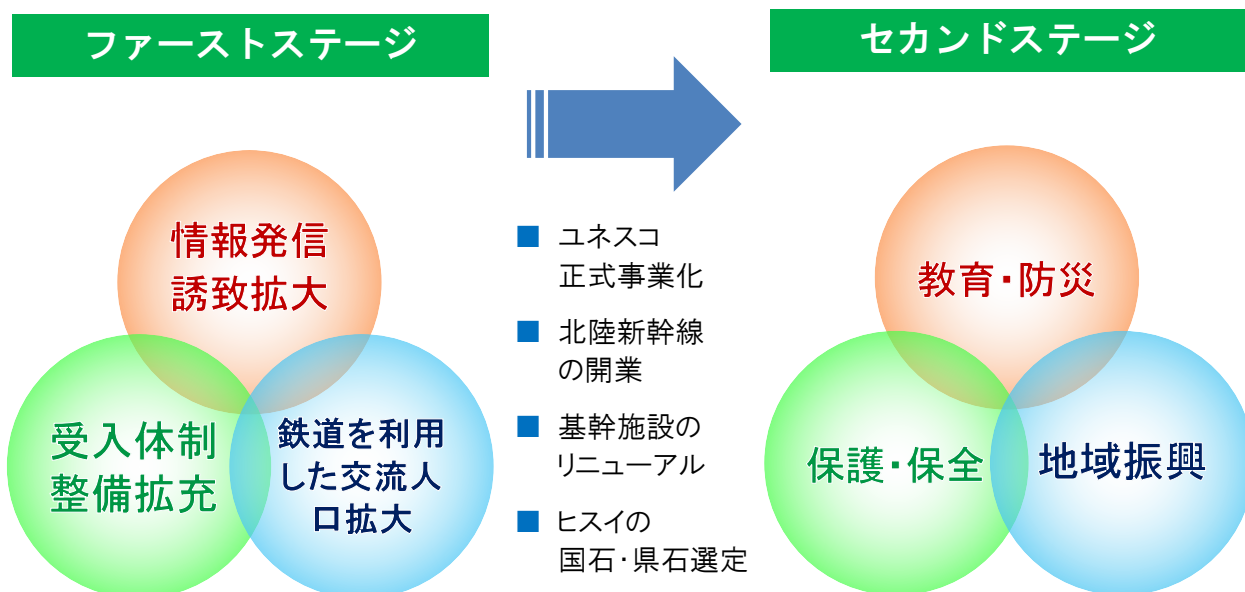 ファーストステージ
セカンドステージ
情報発信
誘致拡大
受入体制
整備拡充
鉄道を利用
した交流人
口拡大
■ ユネスコ
正式事業化
■ 北陸新幹線
の開業
■ 基幹施設の
リニューアル
■ ヒスイの
国石・県石選定
教育・防災
保護・保全
地域振興